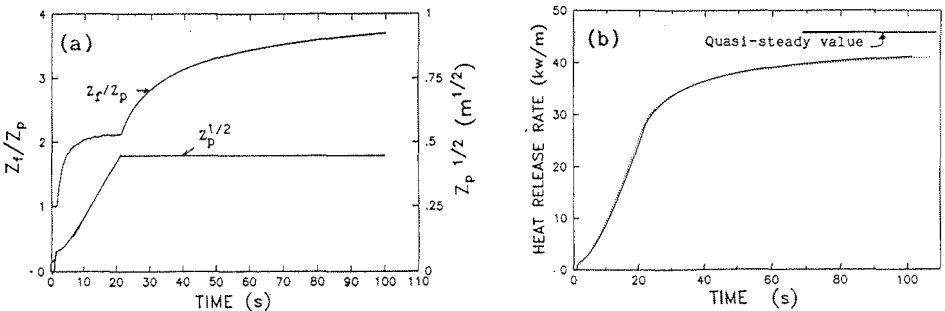 (a)
Z_f/Z_p
4
3
2
1
·0
Z_f/Z_p
Z_p^1/2
1
0.75
.5
.25
0
Z_p^1/2 (m^1/2)
0 10 20 30 40 50 60 70 80 90 100
TIME (s)
(b)
HEAT RELEASE RATE (kw/m)
50
40
30
20
10
·0
Quasi-steady value
0 20 40 60 80 100
TIME (s)